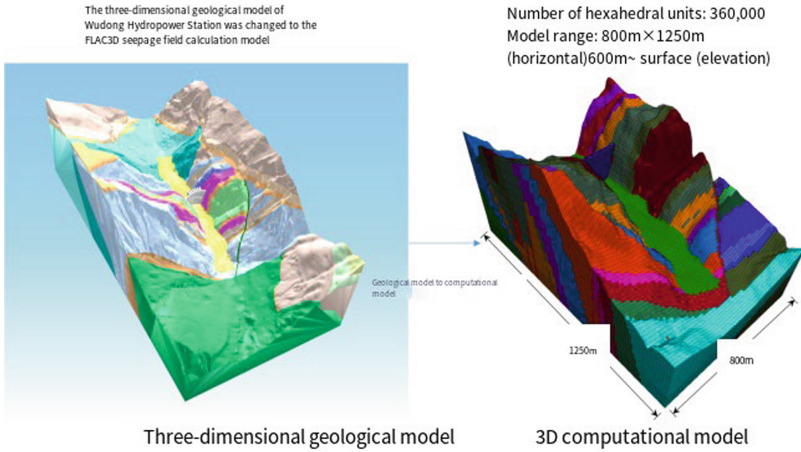 The three-dimensional geological model of
Wudong Hydropower Station was changed to the
FLAC3D seepage field calculation model
Number of hexahedral units: 360,000
Model range: 800m×1250m
(horizontal)600m~ surface (elevation)
Geological model to computational
model
1250m
800m
Three-dimensional geological model
3D computational model